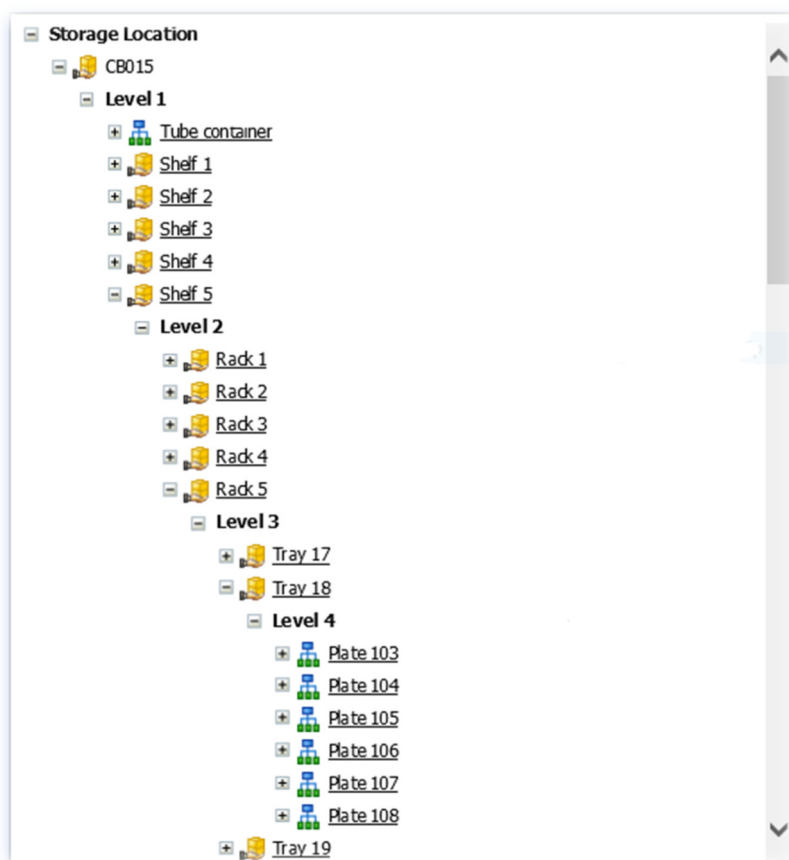 Storage Location
CB015
Level 1
Tube container
Shelf 1
Shelf 2
Shelf 3
Shelf 4
Shelf 5
Level 2
Rack 1
Rack 2
Rack 3
Rack 4
Rack 5
Level 3
Tray 17
Tray 18
Level 4
Plate 103
Plate 104
Plate 105
Plate 106
Plate 107
Plate 108
Tray 19